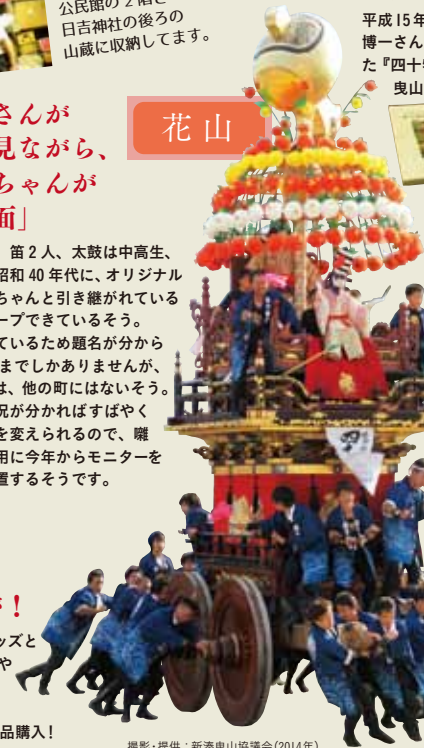 公民館の2階と
日吉神社の後ろの
山蔵に収納してます。
平成15年
博一さん
た『四十
曳山
花山
さんが
見ながら、
ちゃんが
面」
笛2人、太鼓は中高生、
昭和40年代に、オリジナル
ちゃんと引き継がれている
ープできているそう。
ているため題名が分から
までしかありませんが、
は、他の町にはないそう。
況が分かればすばやく
を変えられるので、囃
用に今年からモニターを
置するそうです。
！
ッズと
や
品購入！
撮影・提供：新湊曳山協議会(2014年)